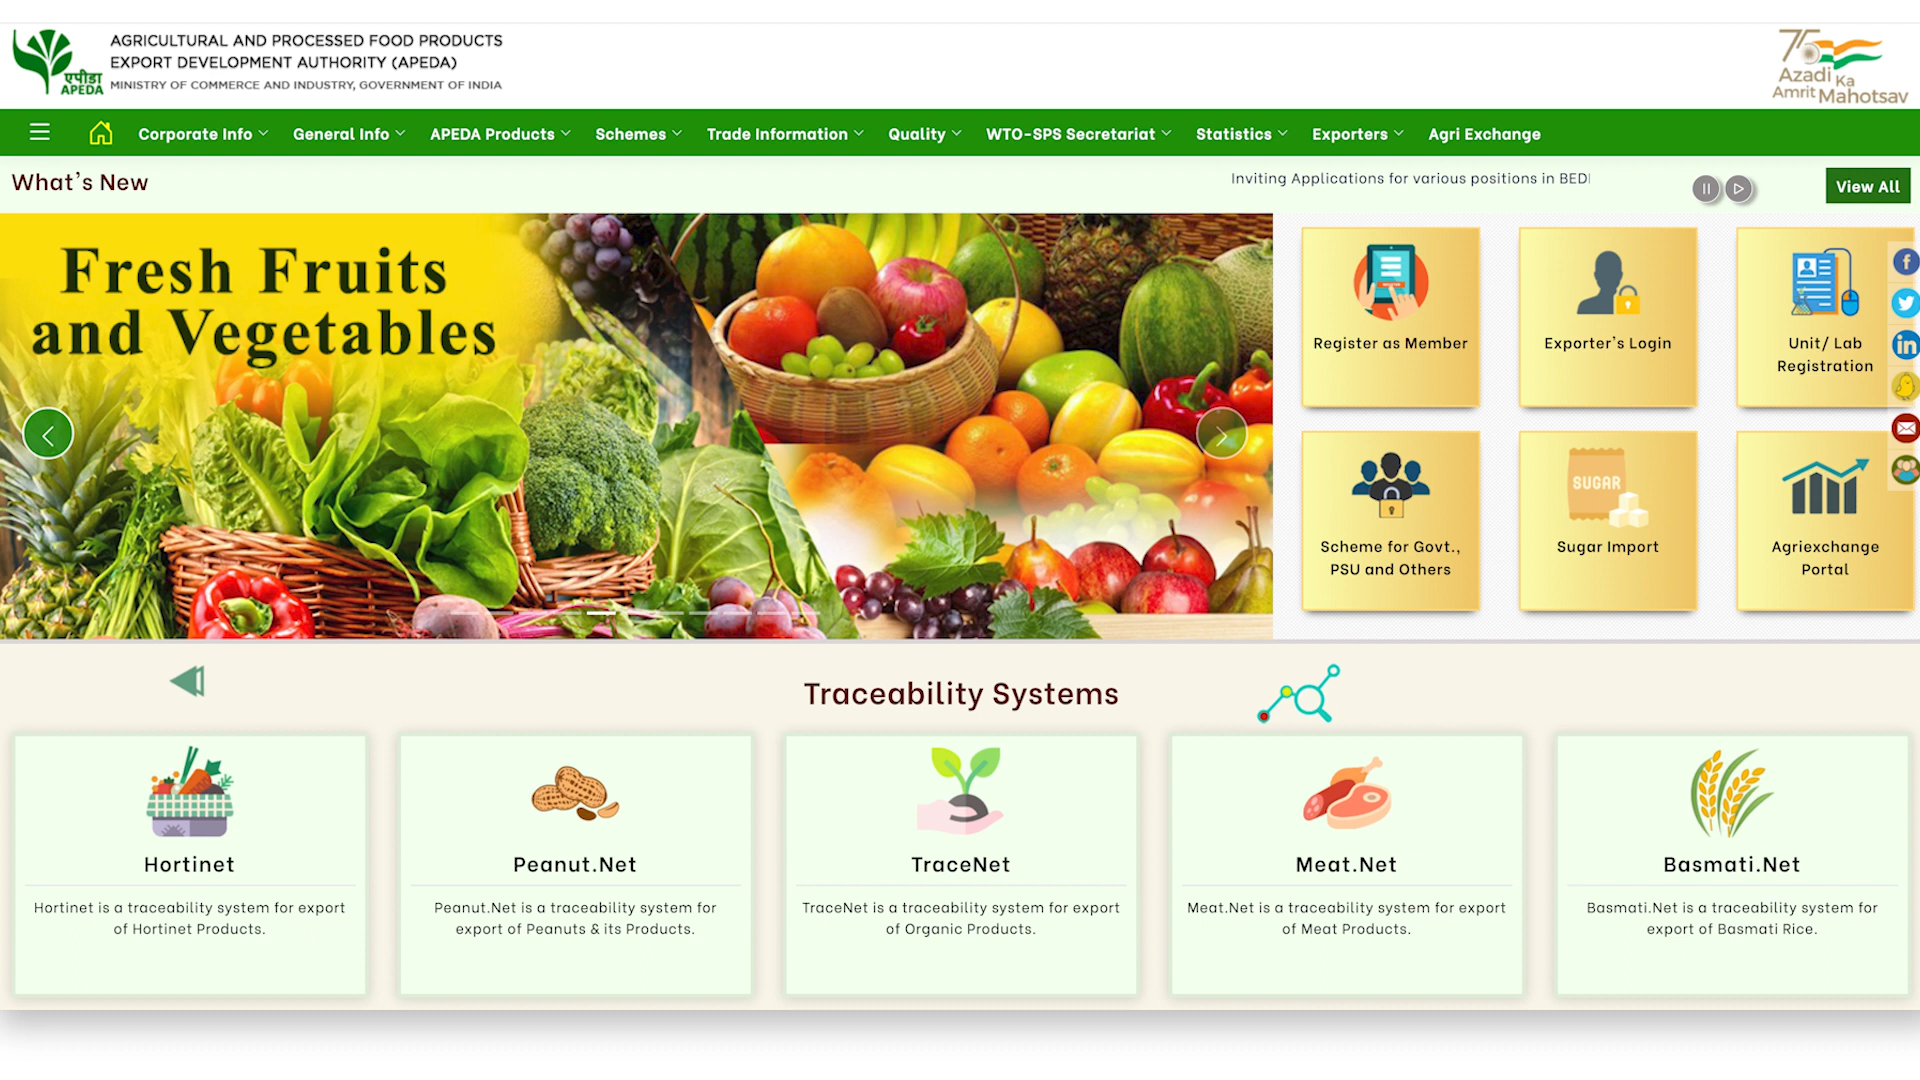 AGRICULTURAL AND PROCESSED FOOD PRODUCTS
EXPORT DEVELOPMENT AUTHORITY (APEDA)
MINISTRY OF COMMERCE AND INDUSTRY, GOVERNMENT OF INDIA
एपीडा
APEDA
75
Azadi Ka
Amrit Mahotsav
Corporate Info
General Info
APEDA Products
Schemes
Trade Information
Quality
WTO-SPS Secretariat
Statistics
Exporters
Agri Exchange
What's New
Inviting Applications for various positions in BED
View All
Fresh Fruits
and Vegetables
Register as Member
Exporter's Login
Unit/ Lab
Registration
Scheme for Govt.,
PSU and Others
SUGAR
Sugar Import
Agriexchange
Portal
Traceability Systems
Hortinet
Hortinet is a traceability system for export
of Hortinet Products.
Peanut.Net
Peanut.Net is a traceability system for
export of Peanuts & its Products.
TraceNet
TraceNet is a traceability system for export
of Organic Products.
Meat.Net
Meat.Net is a traceability system for export
of Meat Products.
Basmati.Net
Basmati.Net is a traceability system for
export of Basmati Rice.